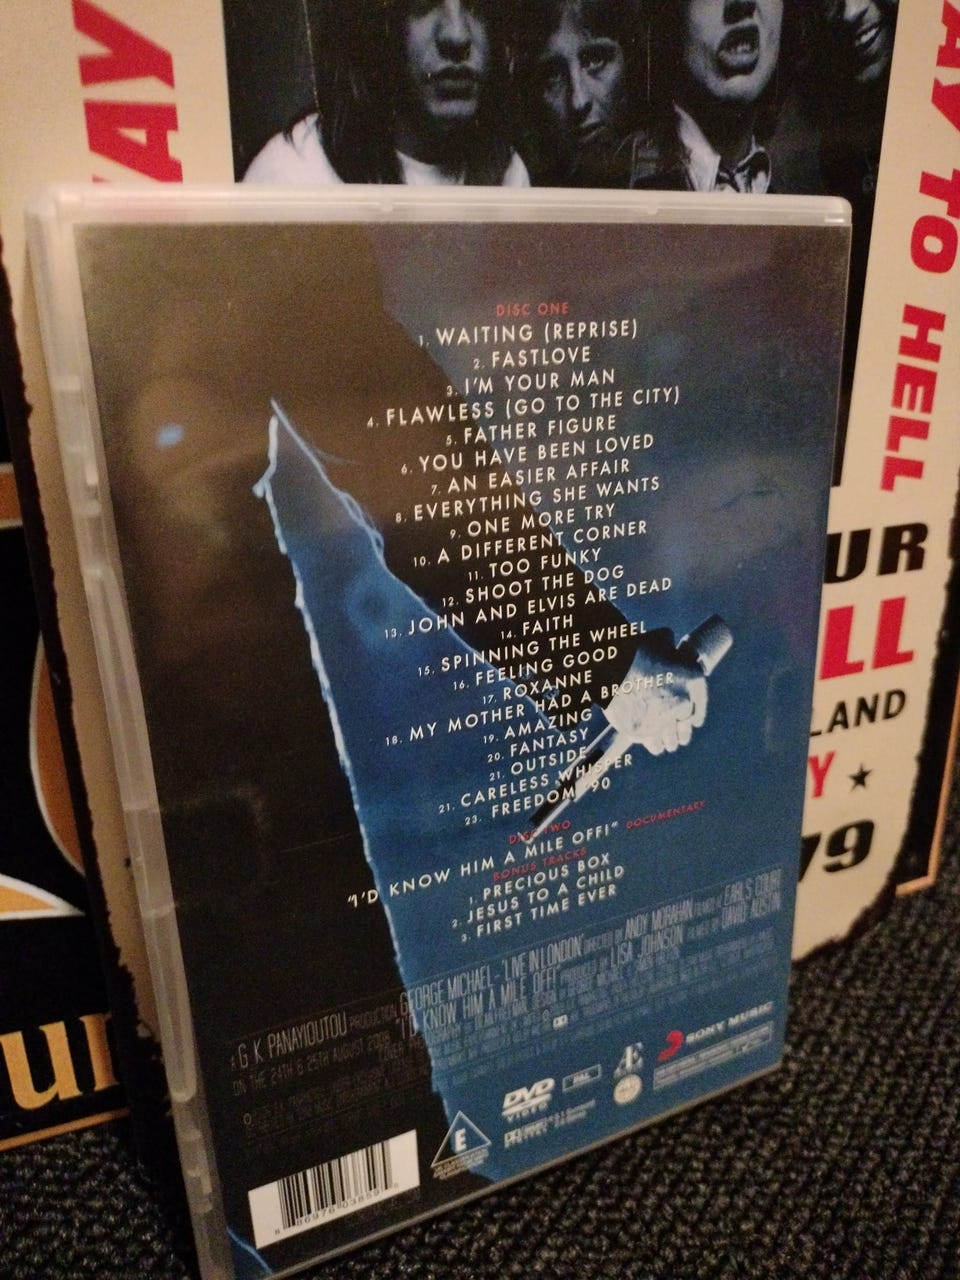 WAY
WAY TO HELL
DISC ONE
1. WAITING (REPRISE)
2. FASTLOVE
3. I'M YOUR MAN
4. FLAWLESS (GO TO THE CITY)
5. FATHER FIGURE
6. YOU HAVE BEEN LOVED
7. AN EASIER AFFAIR
8. EVERYTHING SHE WANTS
9. ONE MORE TRY
10. A DIFFERENT CORNER
11. TOO FUNKY
12. SHOOT THE DOG
13. JOHN AND ELVIS ARE DEAD
14. FAITH
15. SPINNING THE WHEEL
16. FEELING GOOD
17. ROXANNE
18. MY MOTHER HAD A BROTHER
19. AMAZING
20. FANTASY
21. OUTSIDE
21. CARELESS WHISPER
23. FREEDOM '90
DISC TWO
"I'D KNOW HIM A MILE OFF!" DOCUMENTARY
BONUS TRACKS
1. PRECIOUS BOX
2. JESUS TO A CHILD
3. FIRST TIME EVER
A G K PANAYIOUTOU PRODUCTION GEORGE MICHAEL - 'LIVE IN LONDON' DIRECTED BY ANDY MORAHAN FILMED AT EARLS COURT
ON THE 24TH & 25TH AUGUST 2008 "I'D KNOW HIM A MILE OFF!" PRODUCED BY LISA JOHNSON FILMED BY DAVID AUSTIN
DVD
VIDEO
PAL
SONY MUSIC
E
UR
LL
LAND
Y ★
79
ur